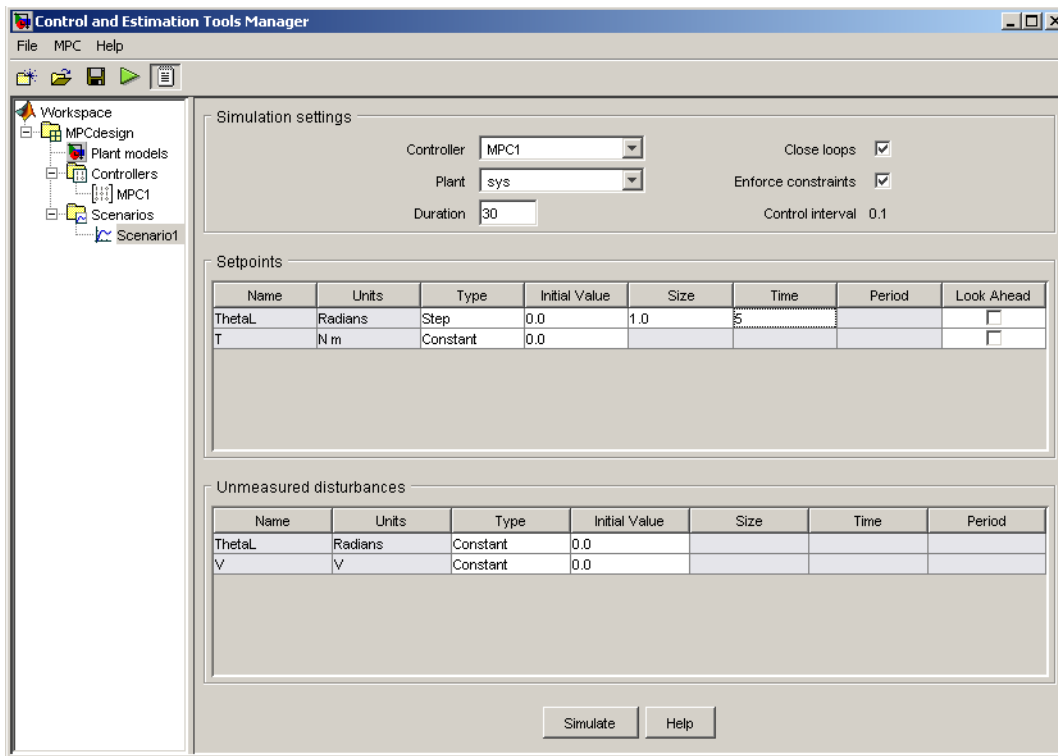 Control and Estimation Tools Manager
File MPC Help
Workspace
MPCdesign
Plant models
Controllers
MPC1
Scenarios
Scenario1
Simulation settings
Controller MPC1 Close loops
Plant sys Enforce constraints
Duration 30 Control interval 0.1
Setpoints
Name Units Type Initial Value Size Time Period Look Ahead
ThetaL Radians Step 0.0 1.0 5
T N m Constant 0.0
Unmeasured disturbances
Name Units Type Initial Value Size Time Period
ThetaL Radians Constant 0.0
V V Constant 0.0
Simulate Help